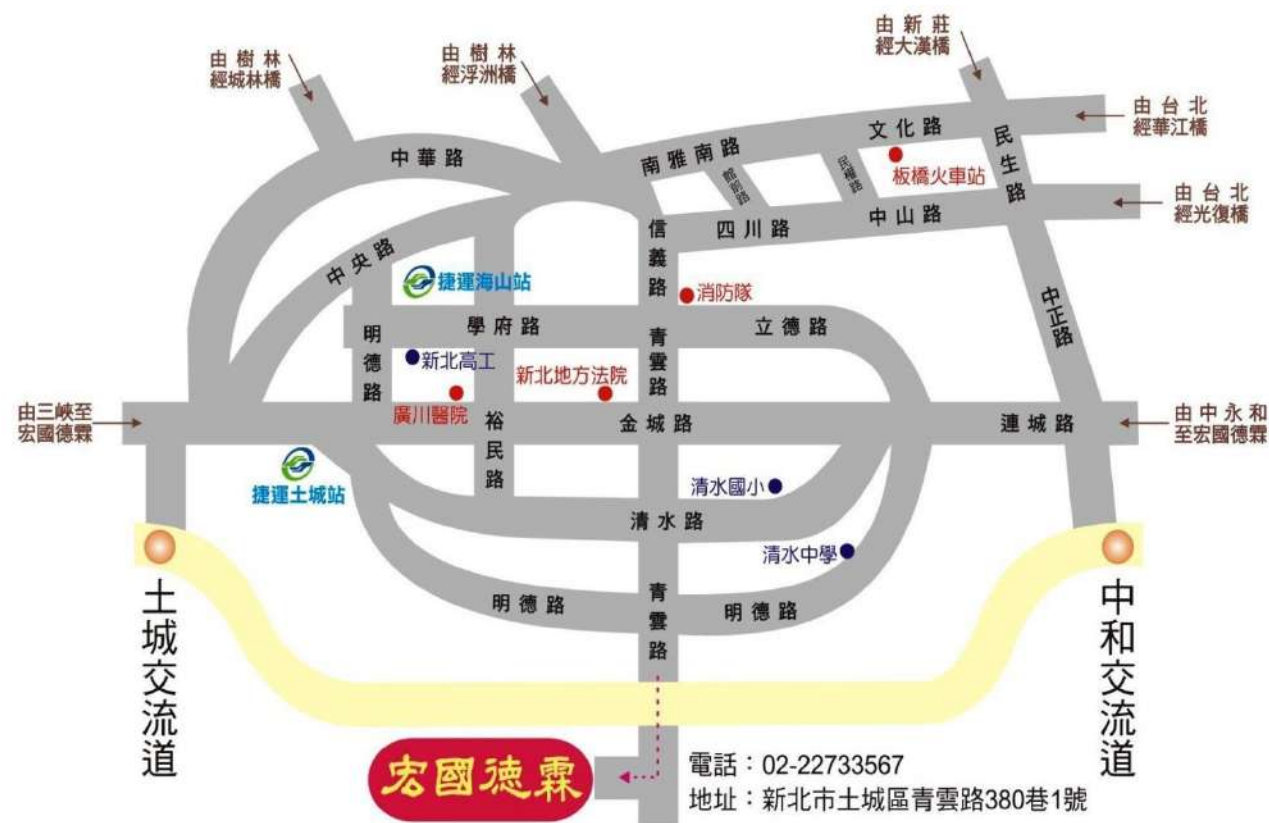 由新莊
經大漢橋
由樹林
經城林橋
由樹林
經浮洲橋
由台北
經華江橋
文化路
民生路
中華路
南雅南路
館前路
民權路
板橋火車站
由台北
經光復橋
中山路
四川路
信義路
中央路
捷運海山站
消防隊
中正路
學府路
立德路
明德路
青雲路
新北高工
新北地方法院
廣川醫院
由三峽至
宏國德霖
裕民路
金城路
連城路
由中永和
至宏國德霖
捷運土城站
清水國小
清水路
清水中學
明德路
青雲路
明德路
土城交流道
中和交流道
宏國德霖
電話：02-22733567
地址：新北市土城區青雲路380巷1號